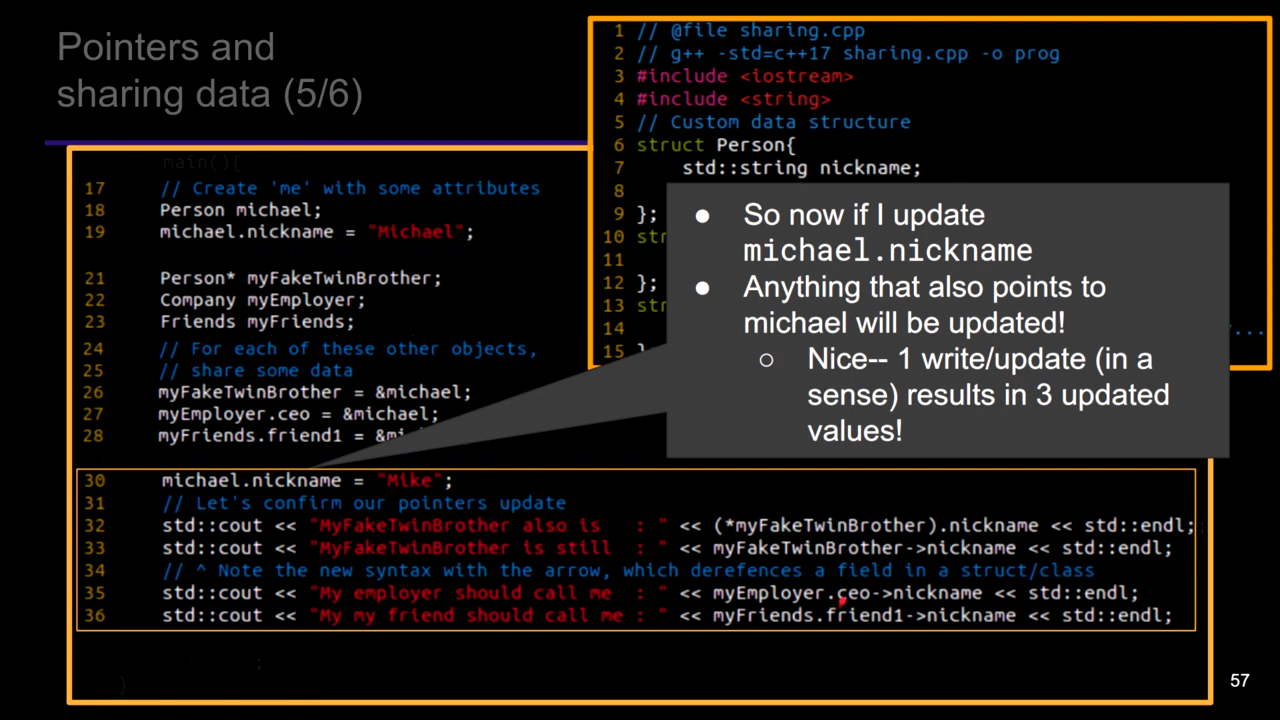 Pointers and
sharing data (5/6)
1 // @file sharing.cpp
2 // g++ -std=c++17 sharing.cpp -o prog
3 #include <iostream>
4 #include <string>
5 // Custom data structure
6 struct Person{
7 std::string nickname;
8
9 };
10 str
11
12 };
13 str
14 ...
15 }
● So now if I update
michael.nickname
● Anything that also points to
michael will be updated!
○ Nice-- 1 write/update (in a
sense) results in 3 updated
values!
main(){
17 // Create 'me' with some attributes
18 Person michael;
19 michael.nickname = "Michael";
21 Person* myFakeTwinBrother;
22 Company myEmployer;
23 Friends myFriends;
24 // For each of these other objects,
25 // share some data
26 myFakeTwinBrother = &michael;
27 myEmployer.ceo = &michael;
28 myFriends.friend1 = &mi
30 michael.nickname = "Mike";
31 // Let's confirm our pointers update
32 std::cout << "MyFakeTwinBrother also is : " << (*myFakeTwinBrother).nickname << std::endl;
33 std::cout << "MyFakeTwinBrother is still : " << myFakeTwinBrother->nickname << std::endl;
34 // ^ Note the new syntax with the arrow, which derefences a field in a struct/class
35 std::cout << "My employer should call me : " << myEmployer.ceo->nickname << std::endl;
36 std::cout << "My my friend should call me : " << myFriends.friend1->nickname << std::endl;
;
}
57